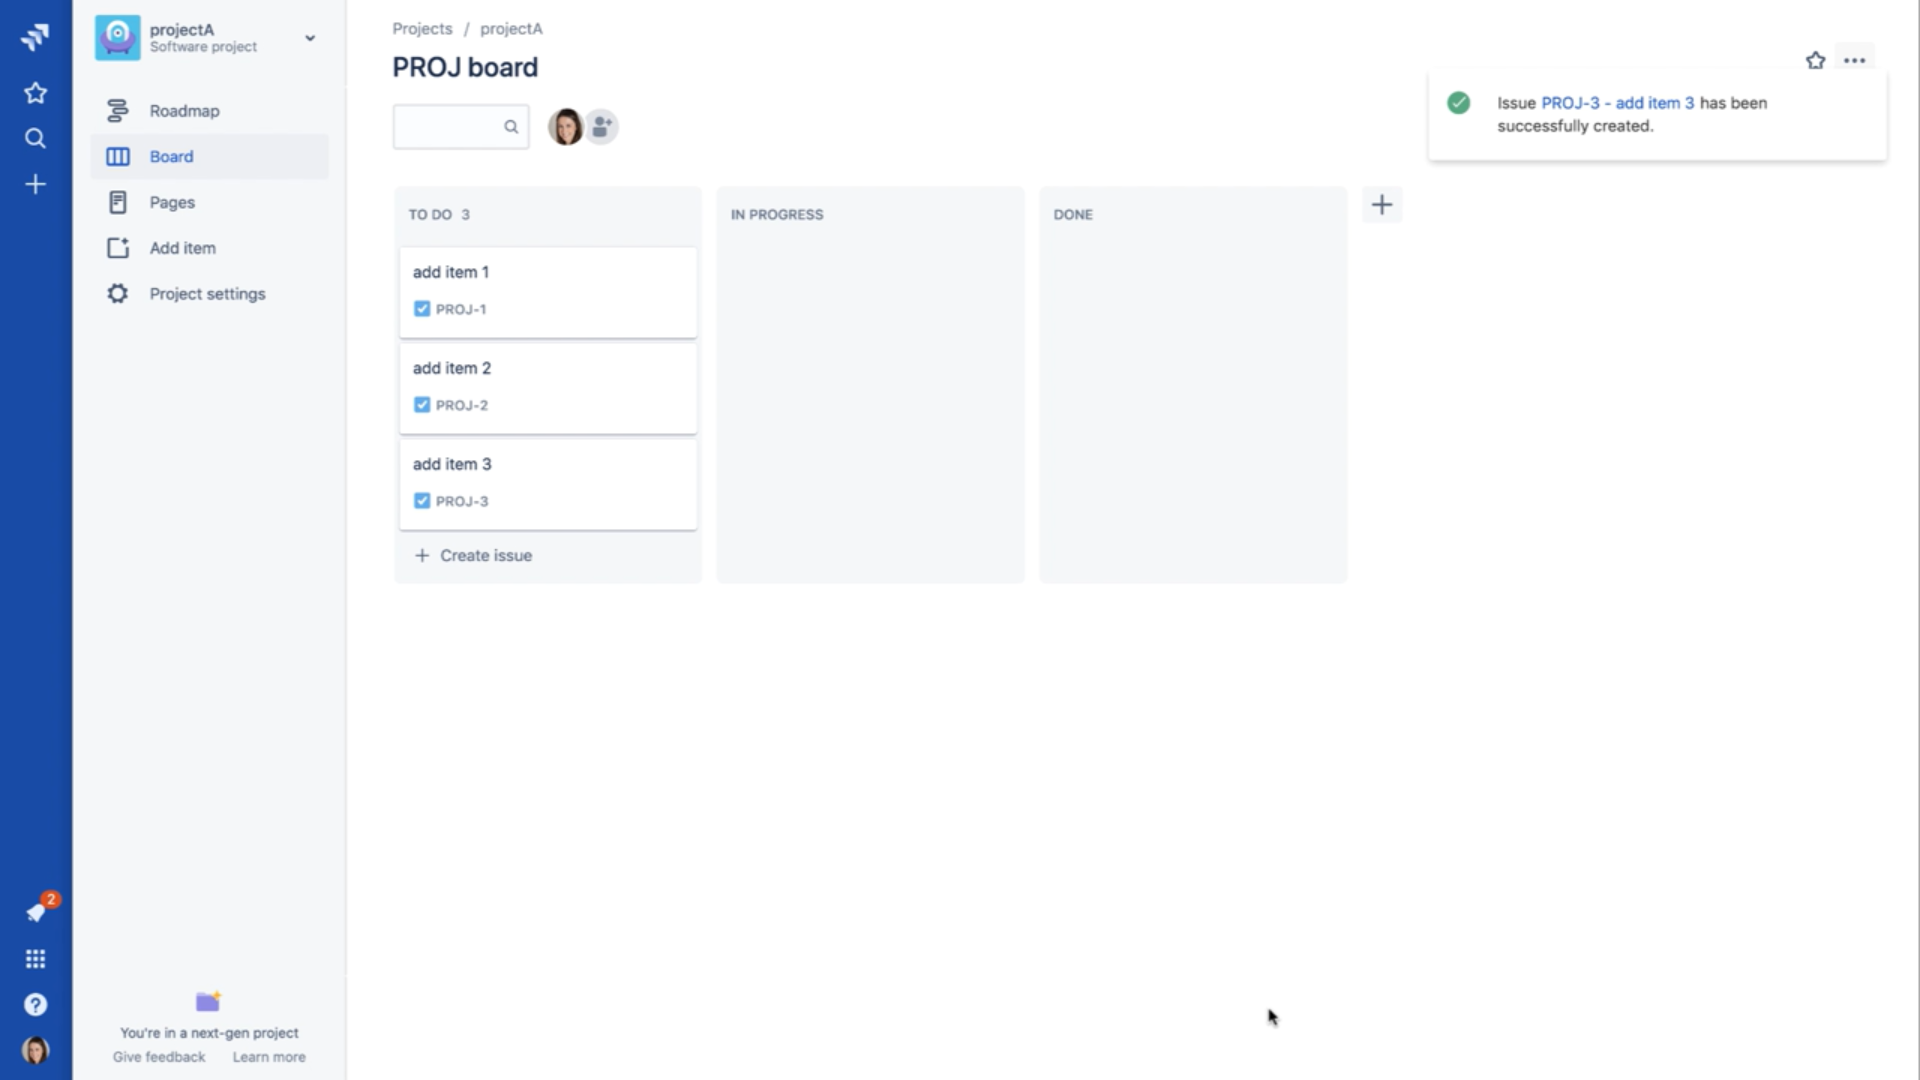 projectA
Software project
Roadmap
Board
Pages
Add item
Project settings
2
You're in a next-gen project
Give feedback Learn more
Projects / projectA
PROJ board
Issue PROJ-3 - add item 3 has been
successfully created.
TO DO 3
add item 1
PROJ-1
add item 2
PROJ-2
add item 3
PROJ-3
+ Create issue
IN PROGRESS
DONE